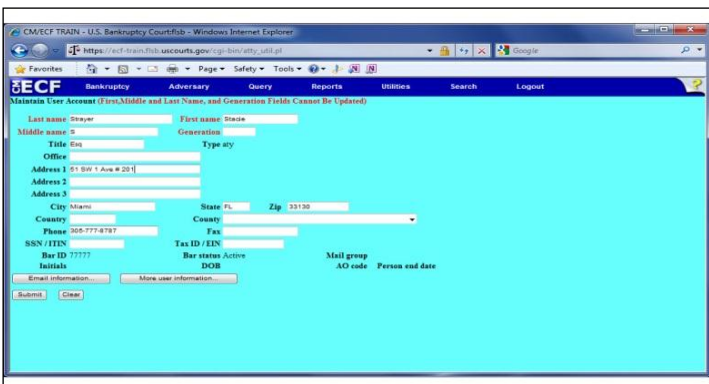 CM/ECF TRAIN - U.S. Bankruptcy Court:flsb - Windows Internet Explorer
https://ecf-train.flsb.uscourts.gov/cgi-bin/atty_util.pl Google
Favorites Page Safety Tools
ECF Bankruptcy Adversary Query Reports Utilities Search Logout ?
Maintain User Account (First,Middle and Last Name, and Generation Fields Cannot Be Updated)
Last name Strayer First name Stacie
Middle name S Generation
Title Esq Type aty
Office
Address 1 51 SW 1 Ave # 201
Address 2
Address 3
City Miami State FL Zip 33130
Country County
Phone 305-777-8787 Fax
SSN / ITIN Tax ID / EIN
Bar ID 77777 Bar status Active Mail group
Initials DOB AO code Person end date
Email information... More user information...
Submit Clear